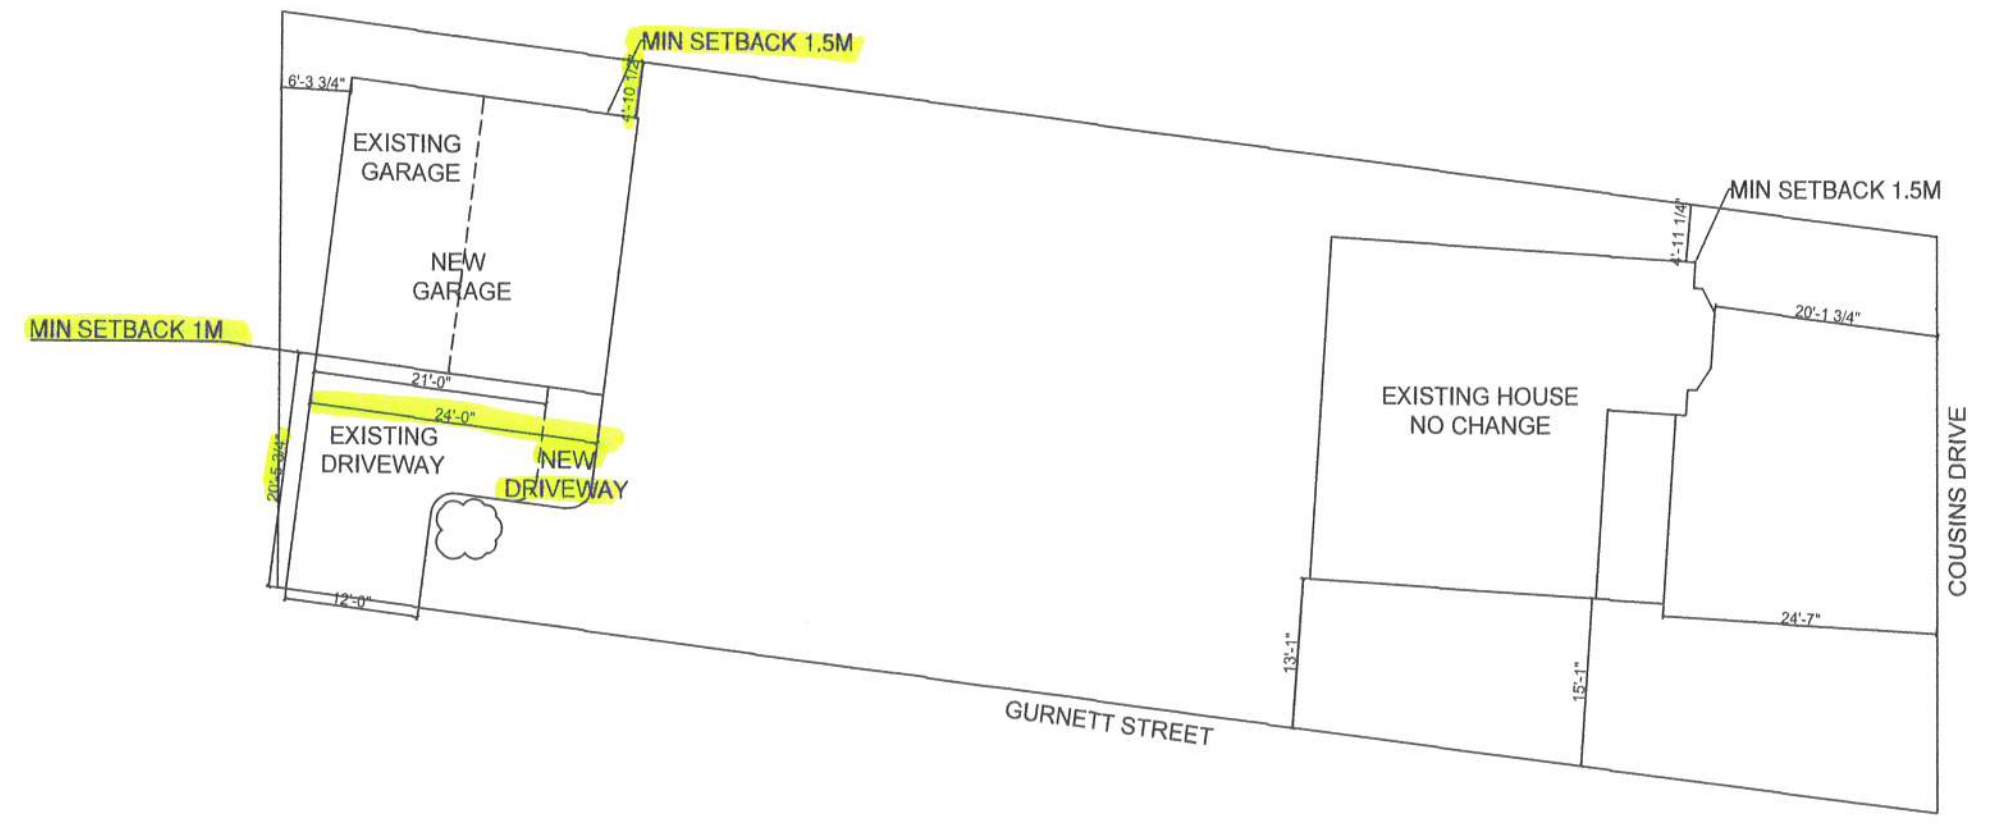 MIN SETBACK 1.5M
6'-3 3/4"
4'-10 1/2"
EXISTING
GARAGE
MIN SETBACK 1.5M
4'-11 1/4"
NEW
GARAGE
20'-1 3/4"
MIN SETBACK 1M
21'-0"
24'-0"
EXISTING
DRIVEWAY
EXISTING HOUSE
NO CHANGE
NEW
DRIVEWAY
20'-5 3/4"
COUSINS DRIVE
12'-0"
24'-7"
13'-1"
15'-1"
GURNETT STREET